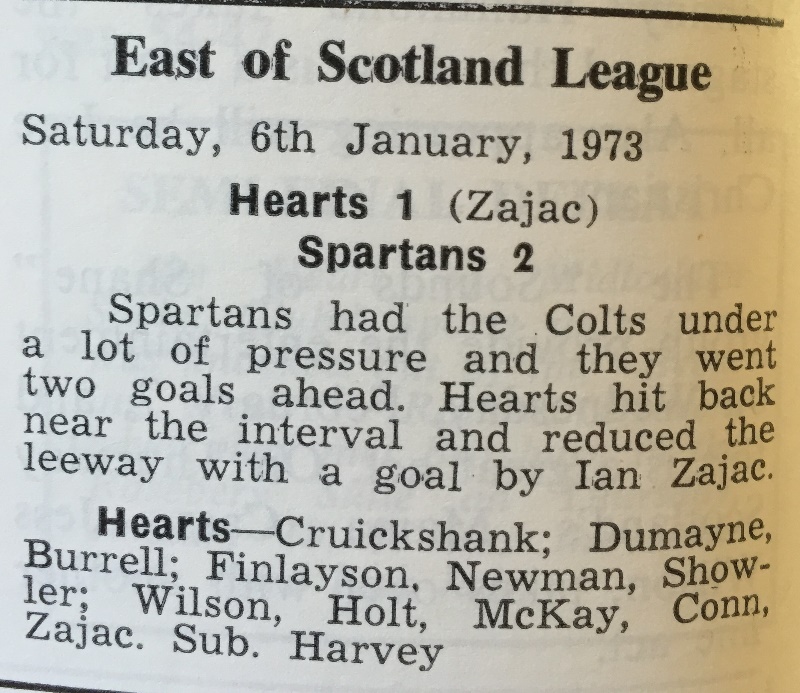 East of Scotland League
Saturday, 6th January, 1973
Hearts 1 (Zajac)
Spartans 2
Spartans had the Colts under
a lot of pressure and they went
two goals ahead. Hearts hit back
near the interval and reduced the
leeway with a goal by Ian Zajac.
Hearts—Cruickshank; Dumayne,
Burrell; Finlayson, Newman, Show-
ler; Wilson, Holt, McKay, Conn,
Zajac. Sub. Harvey